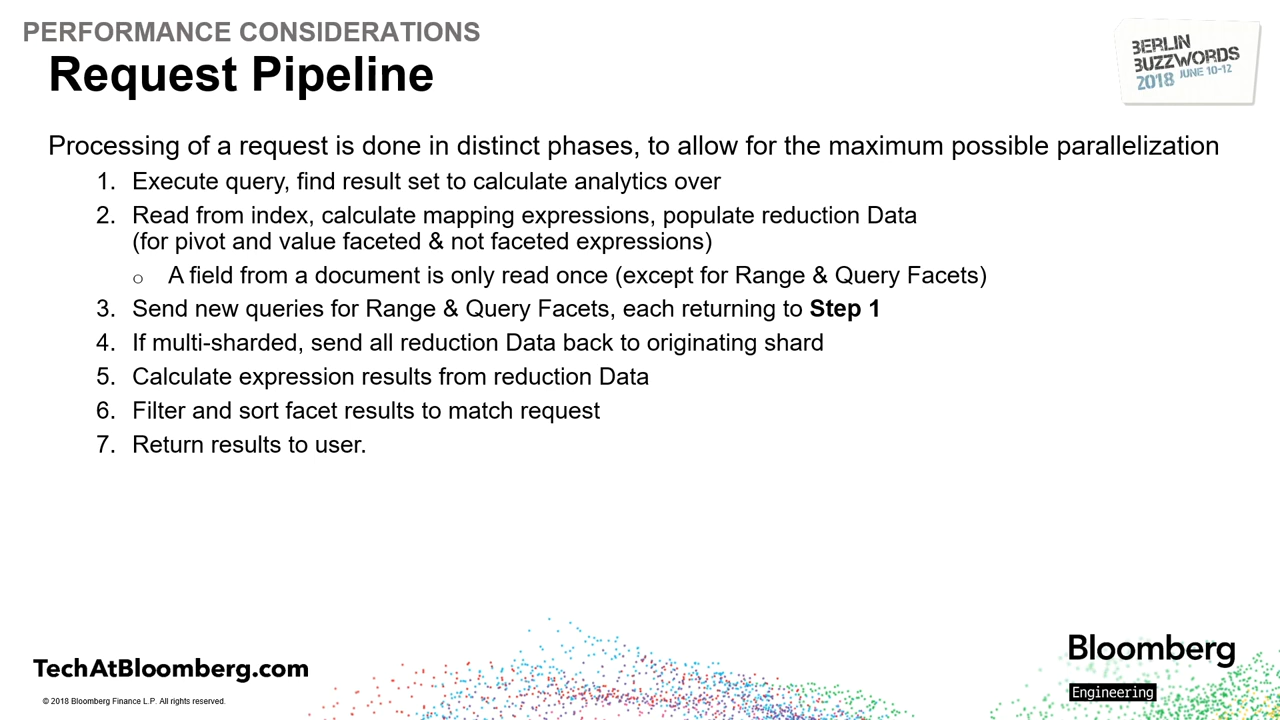 PERFORMANCE CONSIDERATIONS
Request Pipeline
BERLIN
BUZZWORDS
2018 JUNE 10-12
Processing of a request is done in distinct phases, to allow for the maximum possible parallelization
1. Execute query, find result set to calculate analytics over
2. Read from index, calculate mapping expressions, populate reduction Data
(for pivot and value faceted & not faceted expressions)
o A field from a document is only read once (except for Range & Query Facets)
3. Send new queries for Range & Query Facets, each returning to Step 1
4. If multi-sharded, send all reduction Data back to originating shard
5. Calculate expression results from reduction Data
6. Filter and sort facet results to match request
7. Return results to user.
TechAtBloomberg.com
© 2018 Bloomberg Finance L.P. All rights reserved.
Bloomberg
Engineering